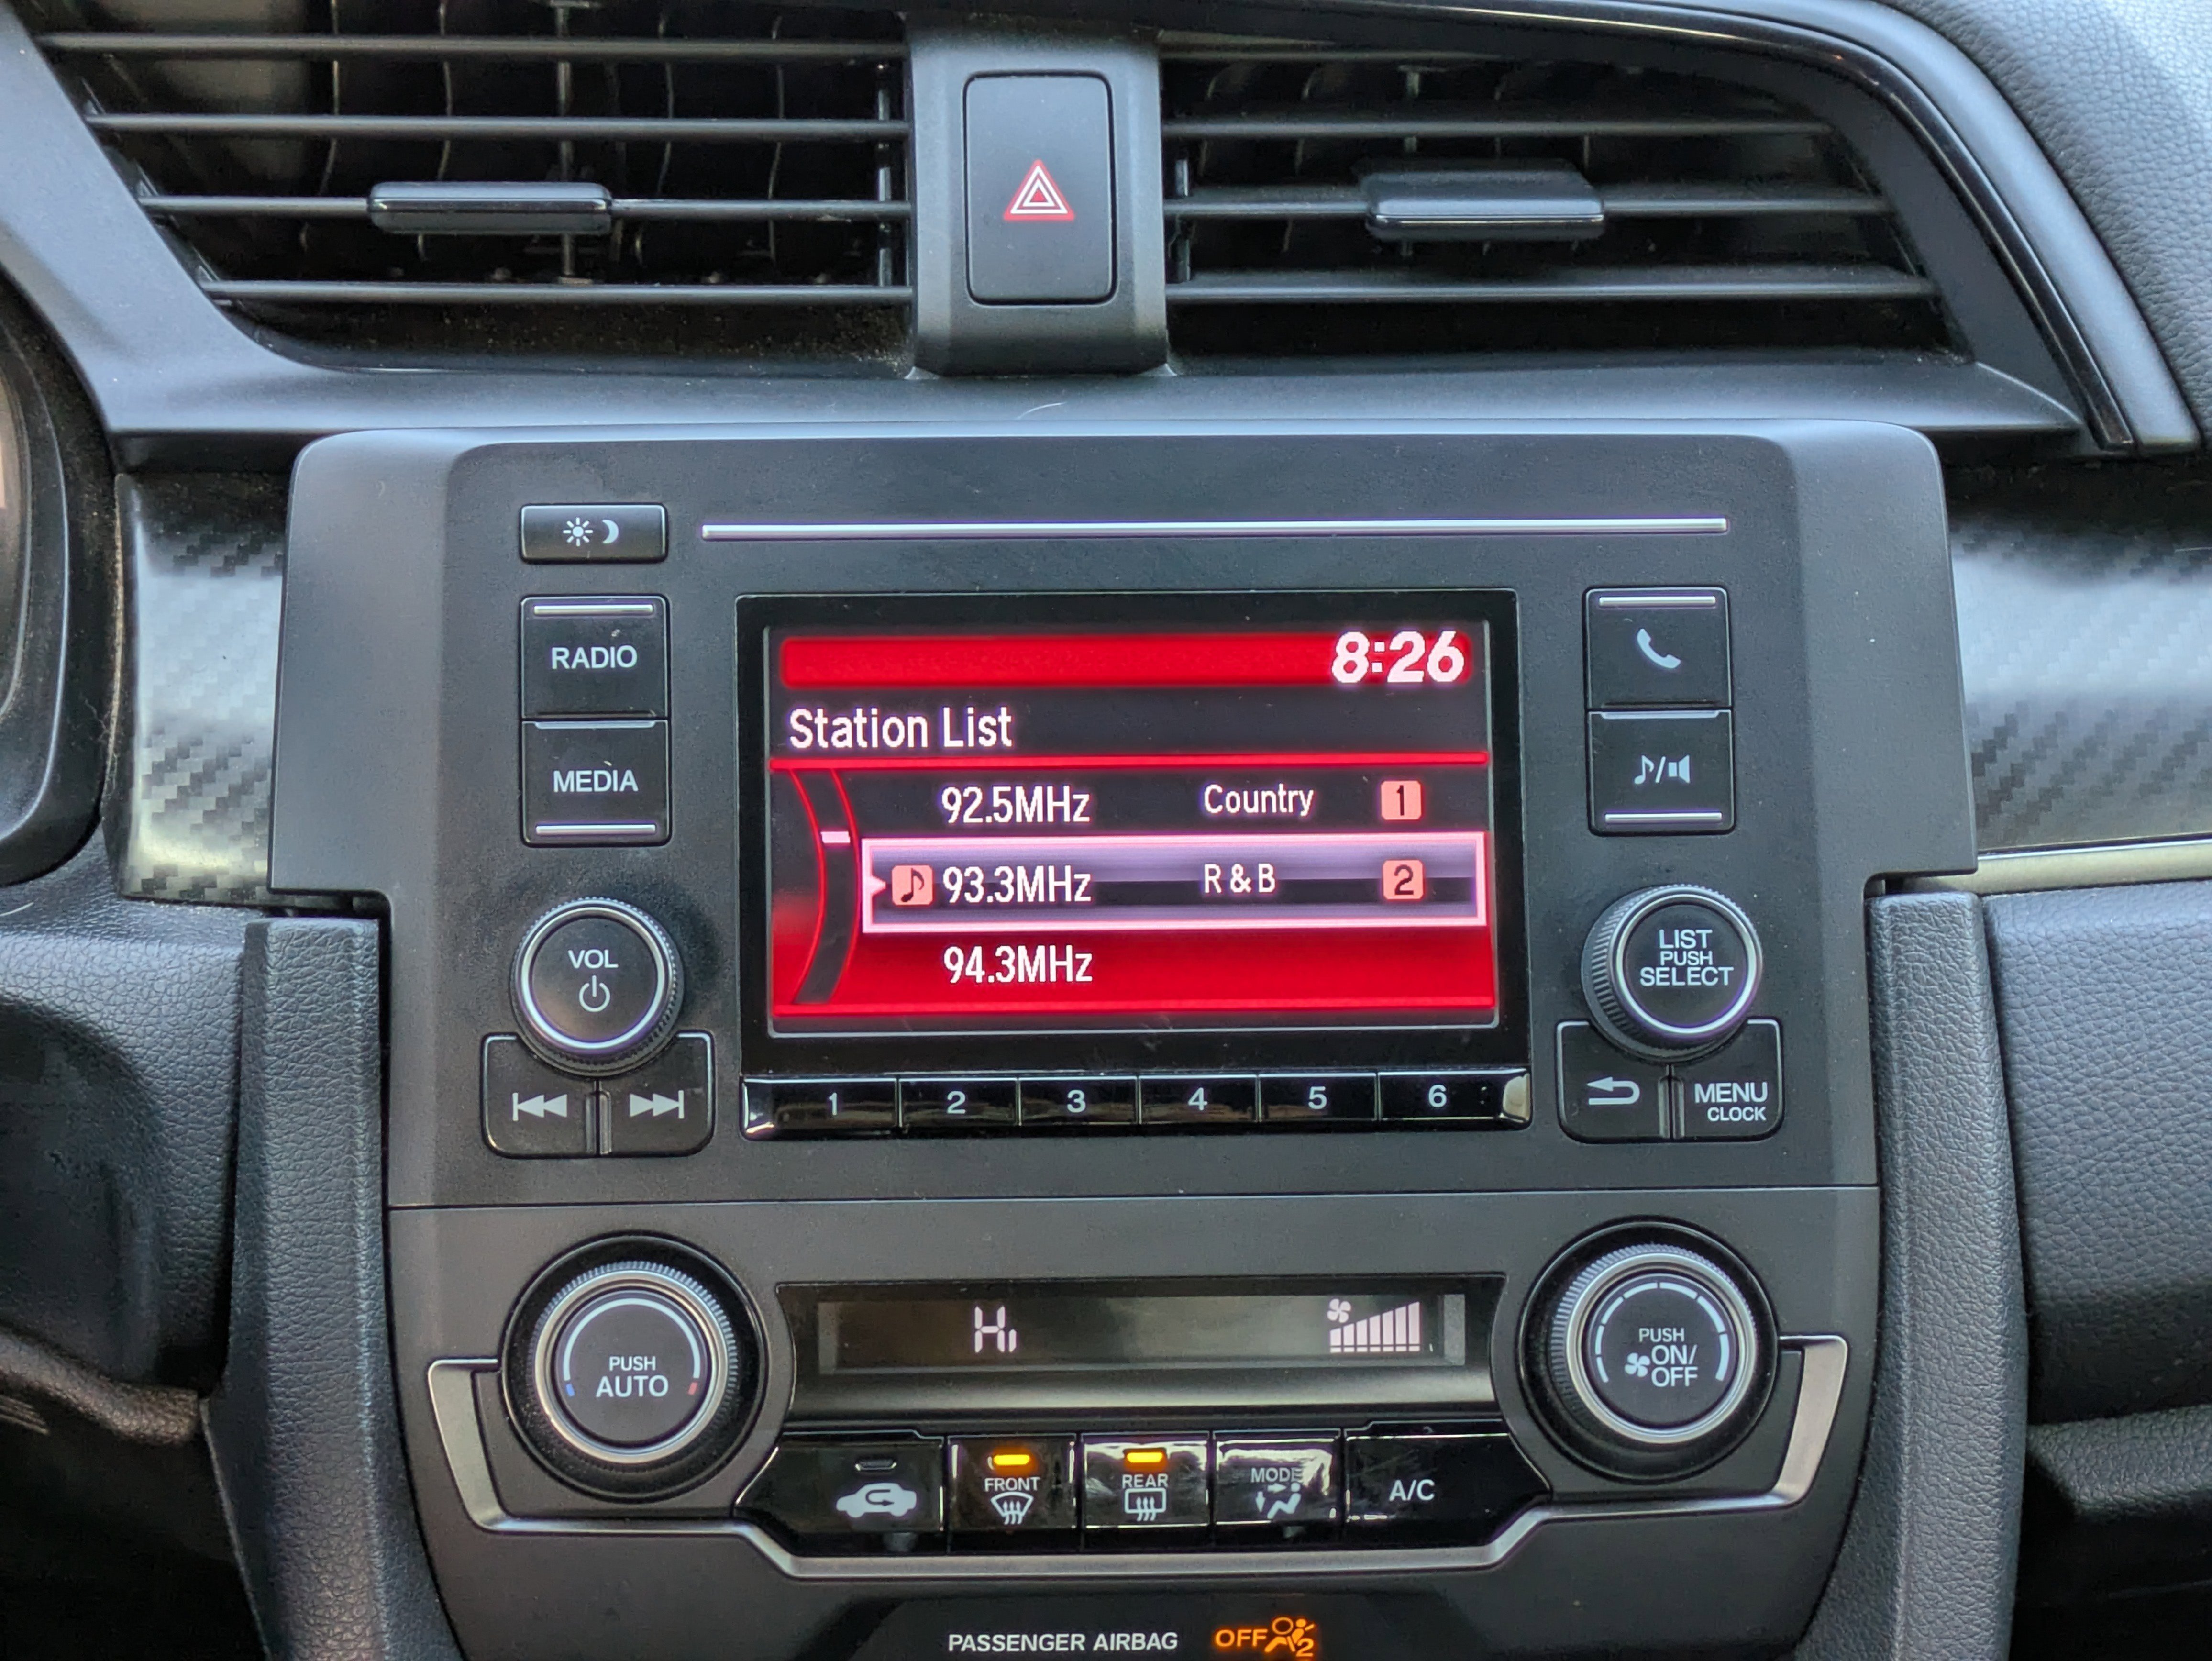 RADIO
MEDIA
VOL
8:26
Station List
92.5MHz Country 1
93.3MHz R & B 2
94.3MHz
1 2 3 4 5 6
LIST
PUSH
SELECT
MENU
CLOCK
PUSH
AUTO
Hi
PUSH
ON/
OFF
FRONT
REAR
MODE
A/C
PASSENGER AIRBAG OFF 2